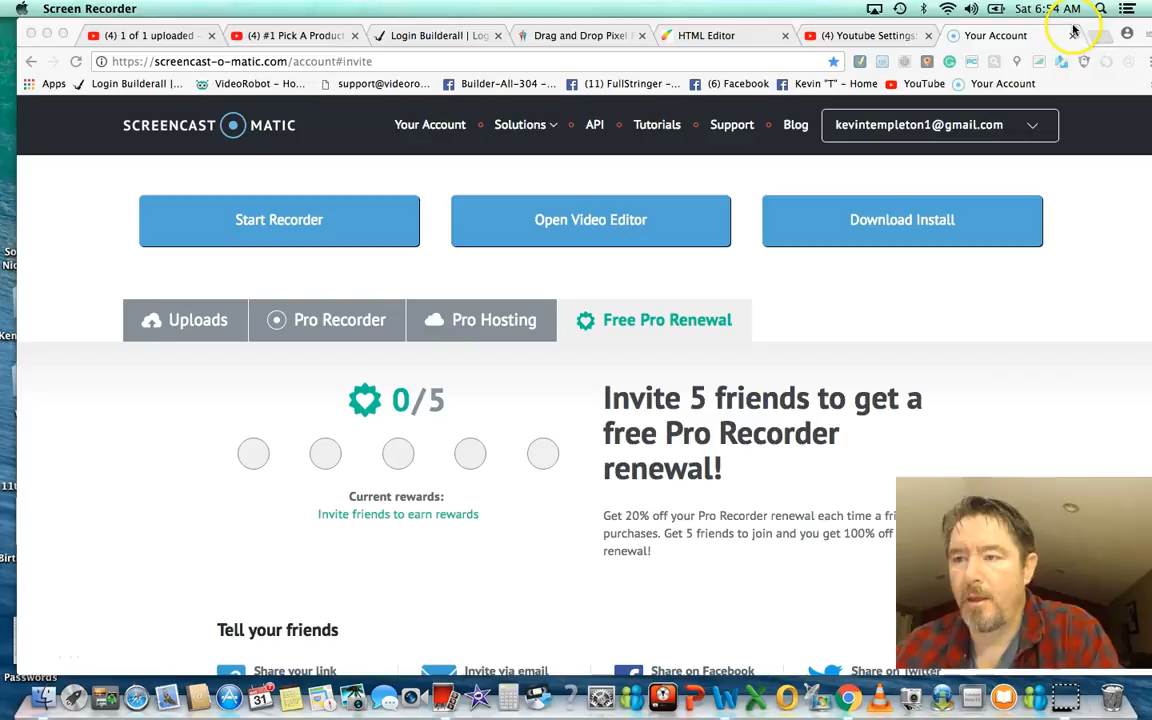 Screen Recorder
Sat 6:54 AM
(4) 1 of 1 uploaded -
(4) #1 Pick A Product
Login Builderall | Log
Drag and Drop Pixel P
HTML Editor
(4) Youtube Settings:
Your Account
https://screencast-o-matic.com/account#invite
Apps
Login Builderall |...
VideoRobot – Ho...
support@videoro...
Builder-All-304 –...
(11) FullStringer –...
(6) Facebook
Kevin "T" – Home
YouTube
Your Account
SCREENCAST O MATIC
Your Account
Solutions
API
Tutorials
Support
Blog
kevintempleton1@gmail.com
Start Recorder
Open Video Editor
Download Install
Uploads
Pro Recorder
Pro Hosting
Free Pro Renewal
0/5
Invite 5 friends to get a
free Pro Recorder
renewal!
Current rewards:
Invite friends to earn rewards
Get 20% off your Pro Recorder renewal each time a fri
purchases. Get 5 friends to join and you get 100% off
renewal!
Tell your friends
Share your link
Invite via email
Share on Facebook
Share on Twitter
So
Nic
Ken
11t
Birt
Passwords